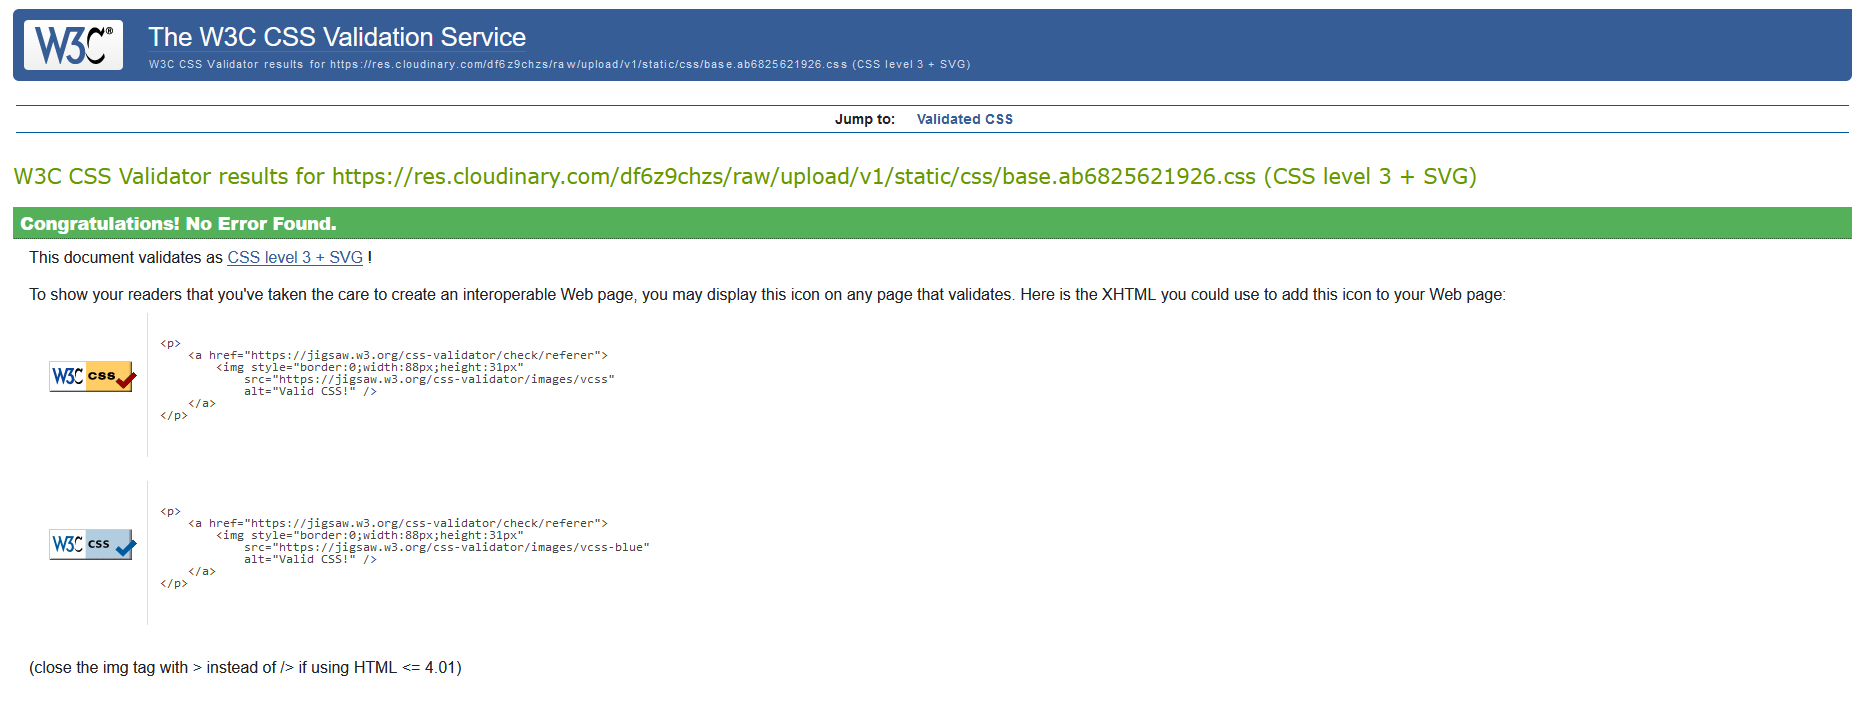 W3C®
The W3C CSS Validation Service
W3C CSS Validator results for https://res.cloudinary.com/df6z9chzs/raw/upload/v1/static/css/base.ab6825621926.css (CSS level 3 + SVG)
Jump to: Validated CSS
W3C CSS Validator results for https://res.cloudinary.com/df6z9chzs/raw/upload/v1/static/css/base.ab6825621926.css (CSS level 3 + SVG)
Congratulations! No Error Found.
This document validates as CSS level 3 + SVG !
To show your readers that you've taken the care to create an interoperable Web page, you may display this icon on any page that validates. Here is the XHTML you could use to add this icon to your Web page:
W3C css
<p>
    <a href="https://jigsaw.w3.org/css-validator/check/referer">
        <img style="border:0;width:88px;height:31px"
            src="https://jigsaw.w3.org/css-validator/images/vcss"
            alt="Valid CSS!" />
    </a>
</p>
W3C css
<p>
    <a href="https://jigsaw.w3.org/css-validator/check/referer">
        <img style="border:0;width:88px;height:31px"
            src="https://jigsaw.w3.org/css-validator/images/vcss-blue"
            alt="Valid CSS!" />
    </a>
</p>
(close the img tag with > instead of /> if using HTML <= 4.01)